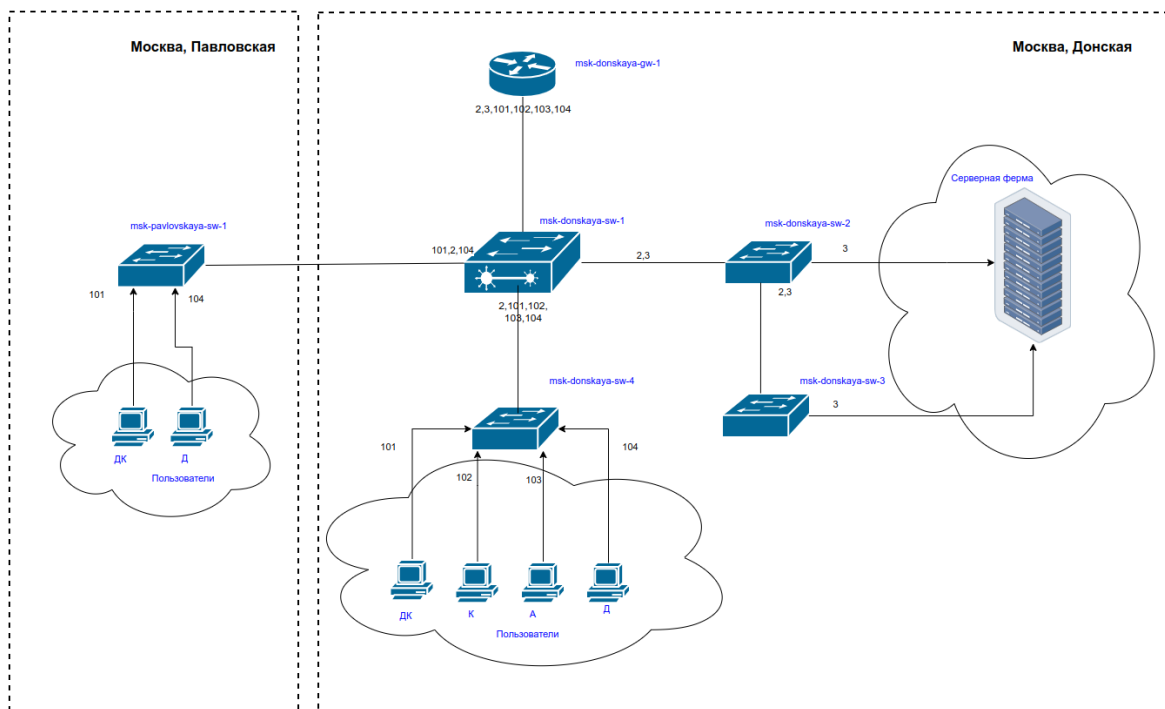 Москва, Павловская
Москва, Донская
msk-donskaya-gw-1
2,3,101,102,103,104
Серверная ферма
msk-pavlovskaya-sw-1
msk-donskaya-sw-1
msk-donskaya-sw-2
101,2,104
2,3
3
101
104
2,101,102,
103,104
2,3
msk-donskaya-sw-4
msk-donskaya-sw-3
3
101
104
102
103
ДК
Д
Пользователи
ДК
К
А
Д
Пользователи